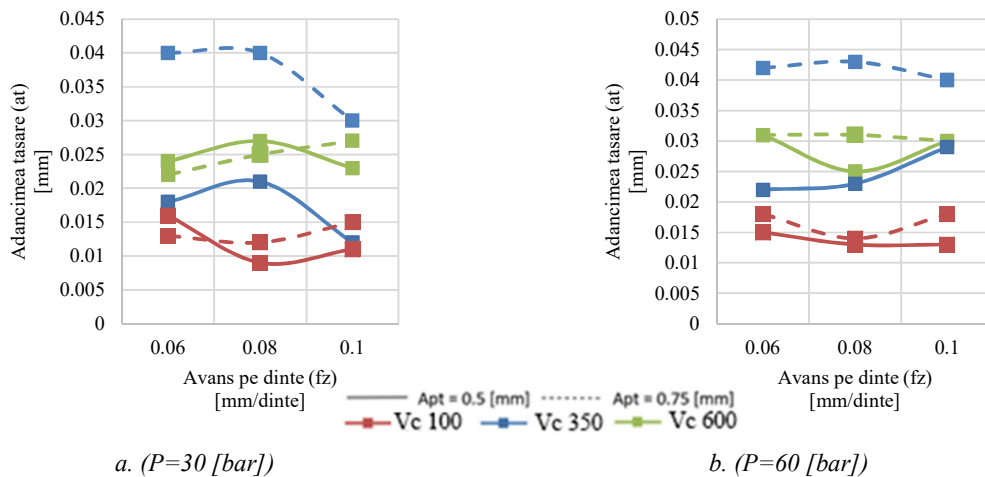 0.045
0.04
0.035
0.03
0.025
0.02
0.015
0.01
0.005
0
Adancimea tasare (at)
[mm]
0.06 0.08 0.1
Avans pe dinte (fz)
[mm/dinte]
0.05
0.045
0.04
0.035
0.03
0.025
0.02
0.015
0.01
0.005
0
Adancimea tasare (at)
[mm]
0.06 0.08 0.1
Avans pe dinte (fz)
[mm/dinte]
Apt = 0.5 [mm] Apt = 0.75 [mm]
Vc 100 Vc 350 Vc 600
a. (P=30 [bar])
b. (P=60 [bar])